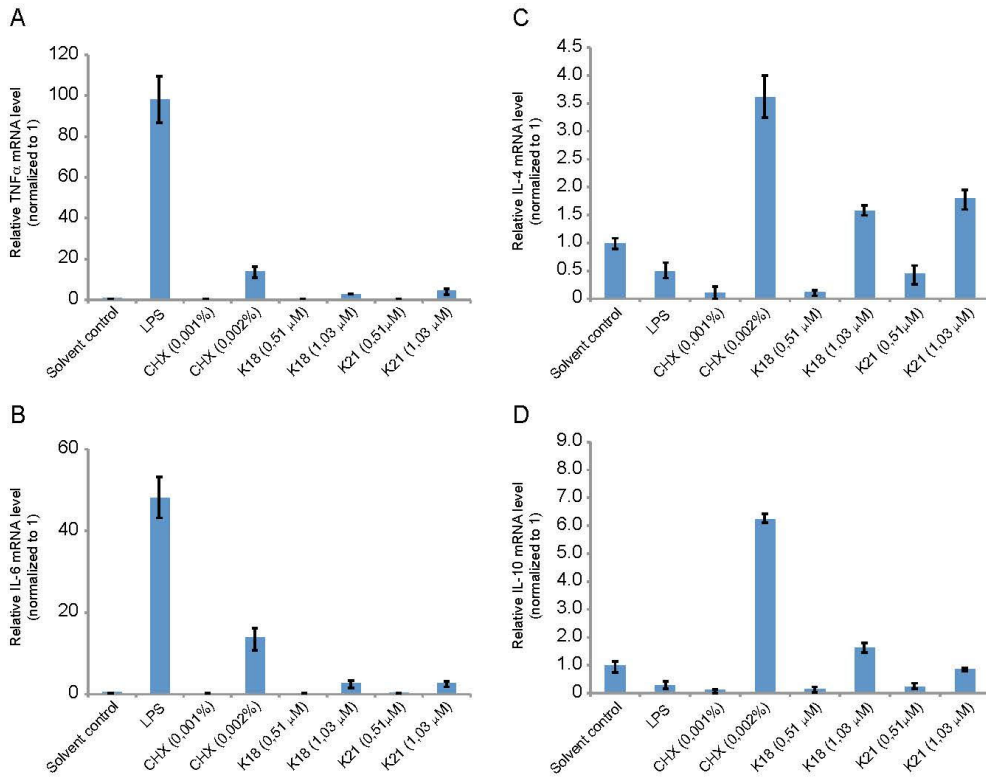 A
Relative TNFα mRNA level
(normalized to 1)
120
100
80
60
40
20
0
Solvent control
LPS
CHX (0,001%)
CHX (0,002%)
K18 (0,51 μM)
K18 (1,03 μM)
K21 (0,51μM)
K21 (1,03 μM)
C
Relative IL-4 mRNA level
(normalized to 1)
4.5
4.0
3.5
3.0
2.5
2.0
1.5
1.0
0.5
0
Solvent control
LPS
CHX (0,001%)
CHX (0,002%)
K18 (0,51 μM)
K18 (1,03 μM)
K21 (0,51μM)
K21 (1,03 μM)
B
Relative IL-6 mRNA level
(normalized to 1)
60
40
20
0
Solvent control
LPS
CHX (0,001%)
CHX (0,002%)
K18 (0,51 μM)
K18 (1,03 μM)
K21 (0,51μM)
K21 (1,03 μM)
D
Relative IL-10 mRNA level
(normalized to 1)
9.0
8.0
7.0
6.0
5.0
4.0
3.0
2.0
1.0
0
Solvent control
LPS
CHX (0,001%)
CHX (0,002%)
K18 (0,51 μM)
K18 (1,03 μM)
K21 (0,51μM)
K21 (1,03 μM)